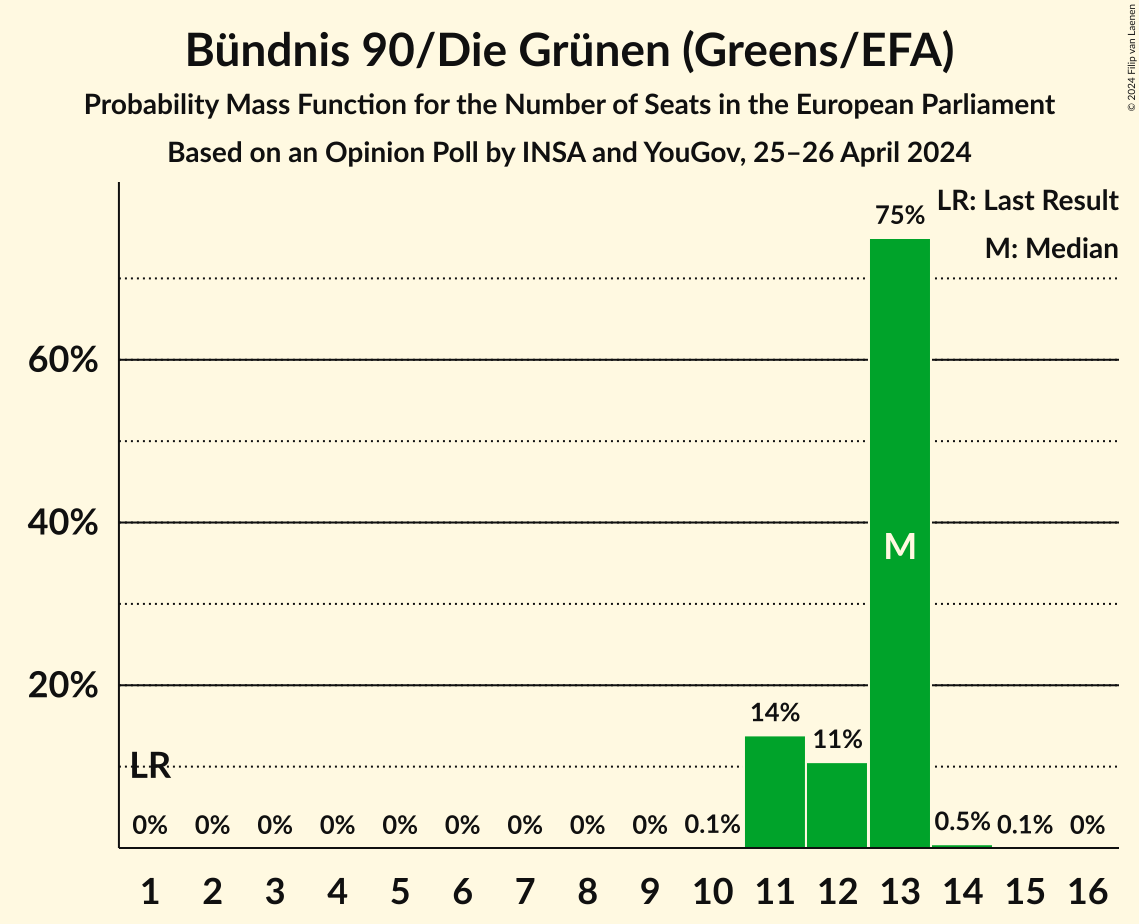 Bündnis 90/Die Grünen (Greens/EFA)
Probability Mass Function for the Number of Seats in the European Parliament
Based on an Opinion Poll by INSA and YouGov, 25–26 April 2024
© 2024 Filip van Laenen
LR: Last Result
M: Median
75%
60%
40%
M
20%
14%
11%
LR
0% 0% 0% 0% 0% 0% 0% 0% 0% 0.1% 0.5% 0.1% 0%
1 2 3 4 5 6 7 8 9 10 11 12 13 14 15 16